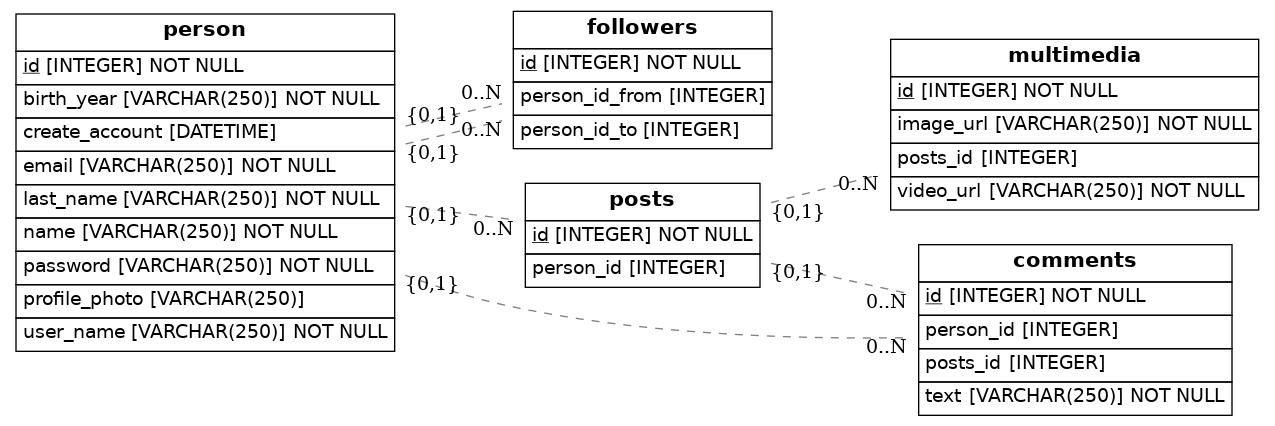 person
id [INTEGER] NOT NULL
birth_year [VARCHAR(250)] NOT NULL
create_account [DATETIME]
email [VARCHAR(250)] NOT NULL
last_name [VARCHAR(250)] NOT NULL
name [VARCHAR(250)] NOT NULL
password [VARCHAR(250)] NOT NULL
profile_photo [VARCHAR(250)]
user_name [VARCHAR(250)] NOT NULL
{0,1}
{0,1}
{0,1}
{0,1}
0..N
0..N
0..N
followers
id [INTEGER] NOT NULL
person_id_from [INTEGER]
person_id_to [INTEGER]
posts
id [INTEGER] NOT NULL
person_id [INTEGER]
{0,1}
{0,1}
0..N
0..N
0..N
multimedia
id [INTEGER] NOT NULL
image_url [VARCHAR(250)] NOT NULL
posts_id [INTEGER]
video_url [VARCHAR(250)] NOT NULL
comments
id [INTEGER] NOT NULL
person_id [INTEGER]
posts_id [INTEGER]
text [VARCHAR(250)] NOT NULL